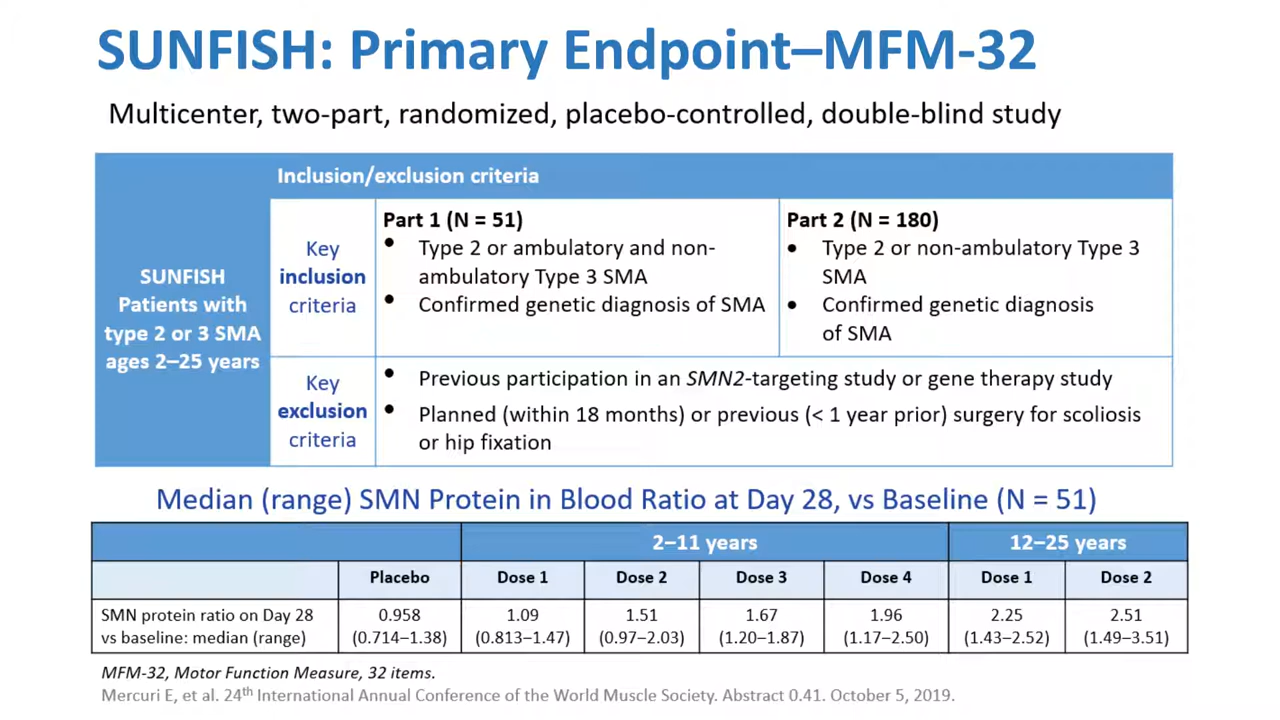 SUNFISH: Primary Endpoint–MFM-32
Multicenter, two-part, randomized, placebo-controlled, double-blind study
Inclusion/exclusion criteria
SUNFISH
Patients with
type 2 or 3 SMA
ages 2–25 years
Key
inclusion
criteria
Part 1 (N = 51)
• Type 2 or ambulatory and non-
ambulatory Type 3 SMA
• Confirmed genetic diagnosis of SMA
Part 2 (N = 180)
• Type 2 or non-ambulatory Type 3
SMA
• Confirmed genetic diagnosis
of SMA
Key
exclusion
criteria
• Previous participation in an SMN2-targeting study or gene therapy study
• Planned (within 18 months) or previous (< 1 year prior) surgery for scoliosis
or hip fixation
Median (range) SMN Protein in Blood Ratio at Day 28, vs Baseline (N = 51)
2–11 years 12–25 years
Placebo Dose 1 Dose 2 Dose 3 Dose 4 Dose 1 Dose 2
SMN protein ratio on Day 28 0.958 1.09 1.51 1.67 1.96 2.25 2.51
vs baseline: median (range) (0.714–1.38) (0.813–1.47) (0.97–2.03) (1.20–1.87) (1.17–2.50) (1.43–2.52) (1.49–3.51)
MFM-32, Motor Function Measure, 32 items.
Mercuri E, et al. 24th International Annual Conference of the World Muscle Society. Abstract 0.41. October 5, 2019.